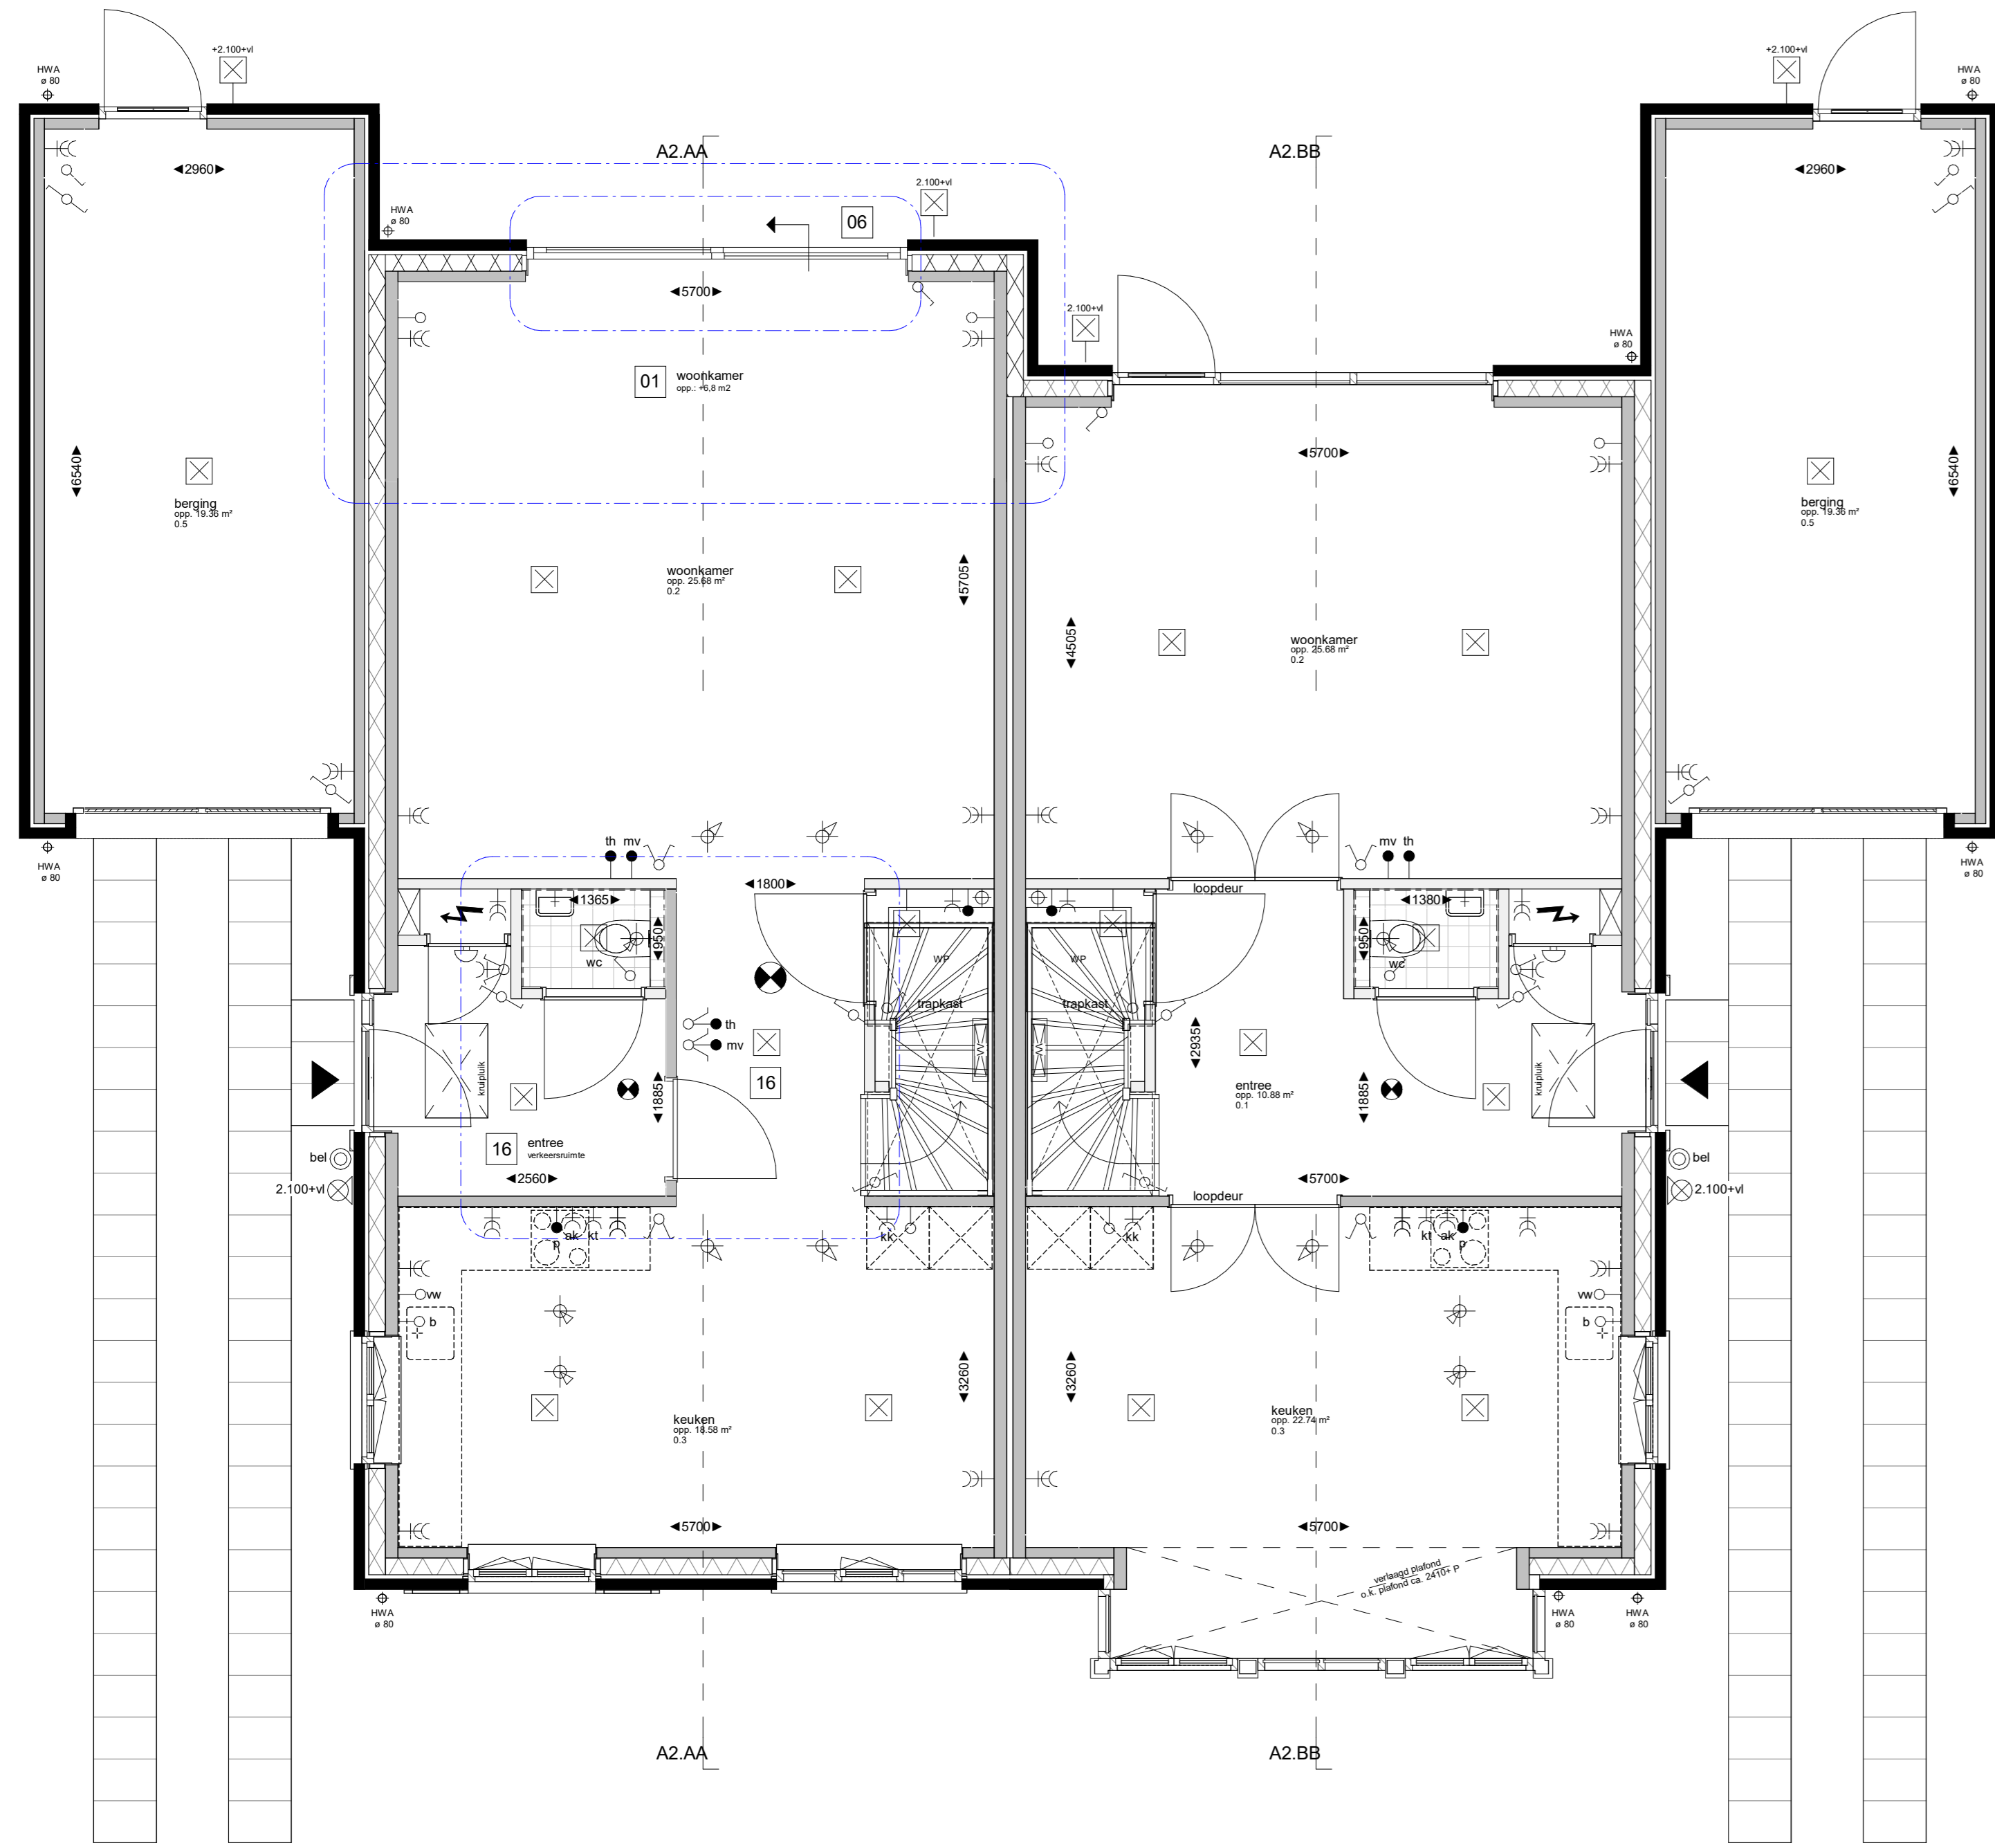 +2.100+vl
HWA
ø 80
+2.100+vl
HWA
ø 80
A2.AA
A2.BB
2960
2960
HWA
ø 80
2.100+vl
06
5700
2.100+vl
HWA
ø 80
01
woonkamer
opp.: +6,8 m2
5700
6540
6540
berging
opp. 19.36 m²
0.5
berging
opp. 19.36 m²
0.5
woonkamer
opp. 25.68 m²
0.2
5705
4505
woonkamer
opp. 25.68 m²
0.2
th mv
mv th
HWA
ø 80
HWA
ø 80
1800
loopdeur
1365
1380
950
950
wc
wc
WP
WP
trapkast
trapkast
th
mv
VV
VV
2935
16
kruipluik
kruipluik
1885
1885
entree
opp. 10.88 m²
0.1
16
entree
verkeersruimte
2560
5700
bel
2.100+vl
bel
2.100+vl
loopdeur
ak kt
p
kk
kk
kt ak
p
vw
b
vw
b
3260
3260
keuken
opp. 18.58 m²
0.3
keuken
opp. 22.74 m²
0.3
5700
5700
verlaagd plafond
o.k. plafond ca. 2410+ P
HWA
ø 80
HWA
ø 80
HWA
ø 80
A2.AA
A2.BB